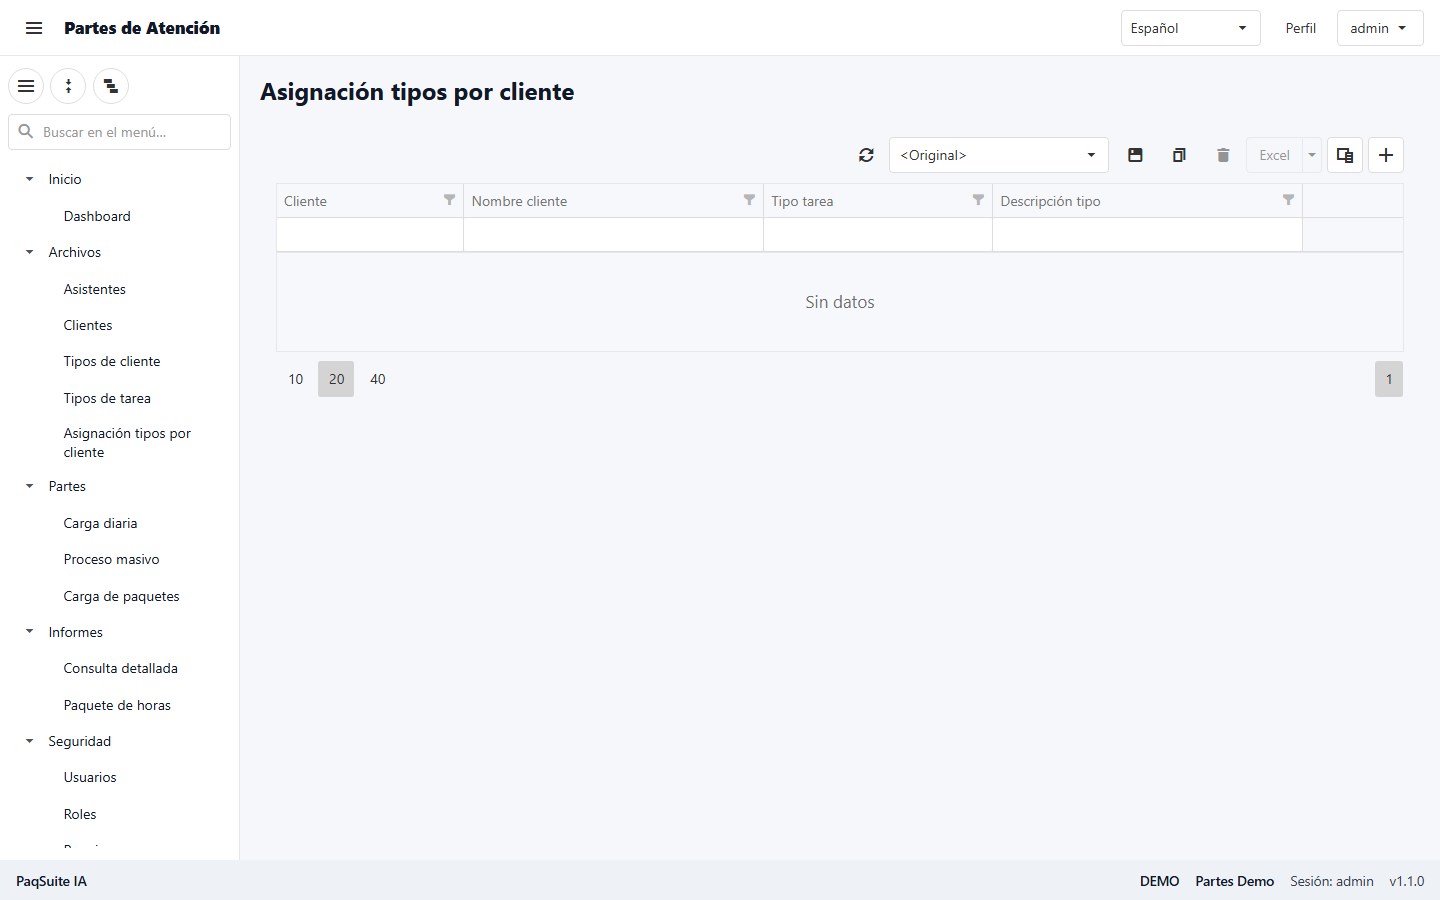 Partes de Atención
Español
Perfil
admin
Buscar en el menú...
Inicio
Dashboard
Archivos
Asistentes
Clientes
Tipos de cliente
Tipos de tarea
Asignación tipos por
cliente
Partes
Carga diaria
Proceso masivo
Carga de paquetes
Informes
Consulta detallada
Paquete de horas
Seguridad
Usuarios
Roles
Asignación tipos por cliente
<Original>
Excel
Cliente
Nombre cliente
Tipo tarea
Descripción tipo
Sin datos
10
20
40
1
PaqSuite IA
DEMO
Partes Demo
Sesión: admin
v1.1.0